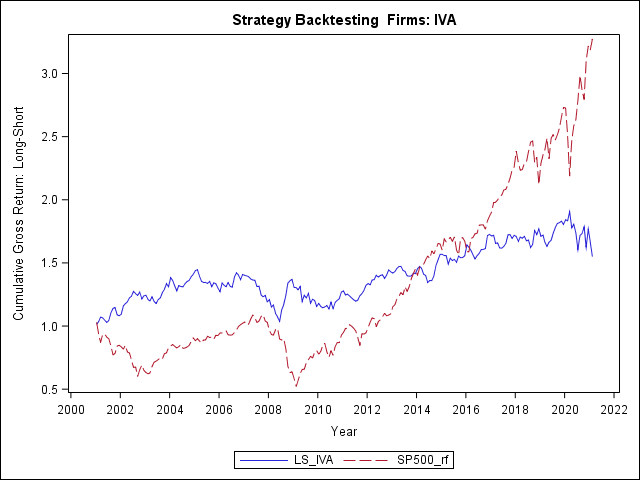 Strategy Backtesting  Firms: IVA
Cumulative Gross Return: Long-Short
3.0
2.5
2.0
1.5
1.0
0.5
2000 2002 2004 2006 2008 2010 2012 2014 2016 2018 2020 2022
Year
LS_IVA SP500_rf